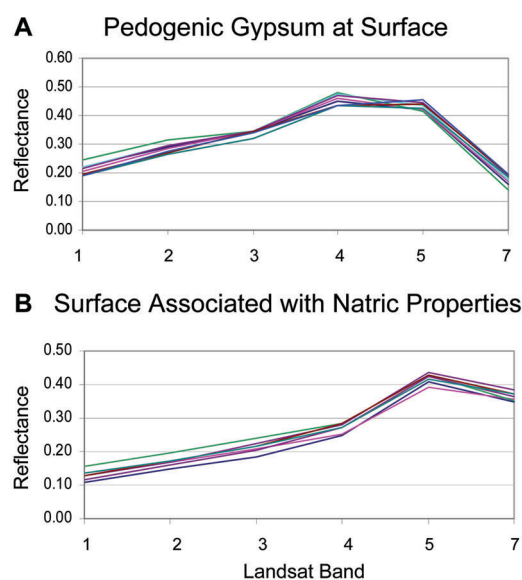 A Pedogenic Gypsum at Surface
0.60
0.50
0.40
0.30
0.20
0.10
0.00
Reflectance
1 2 3 4 5 7
B Surface Associated with Natric Properties
0.50
0.40
0.30
0.20
0.10
0.00
Reflectance
1 2 3 4 5 7
Landsat Band